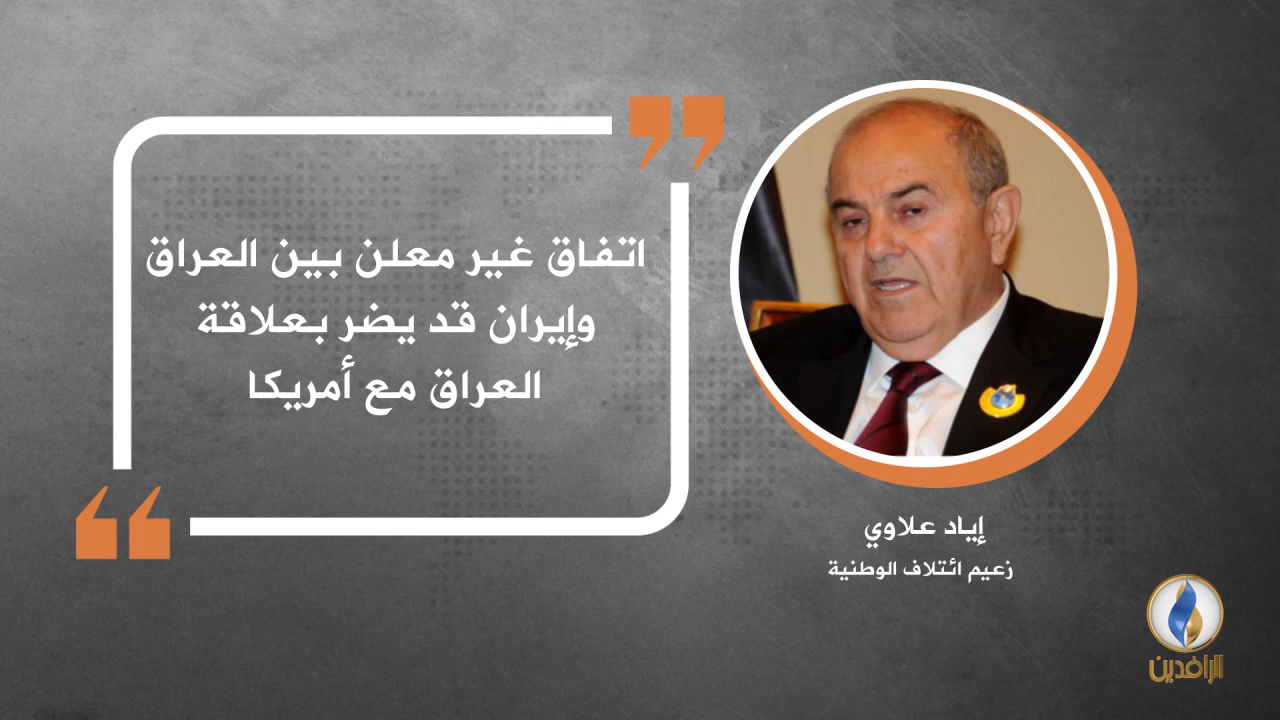 اتفاق غير معلن بين العراق
وإيران قد يضر بعلاقة
العراق مع أمريكا
إياد علاوي
زعيم ائتلاف الوطنية
الرافدين